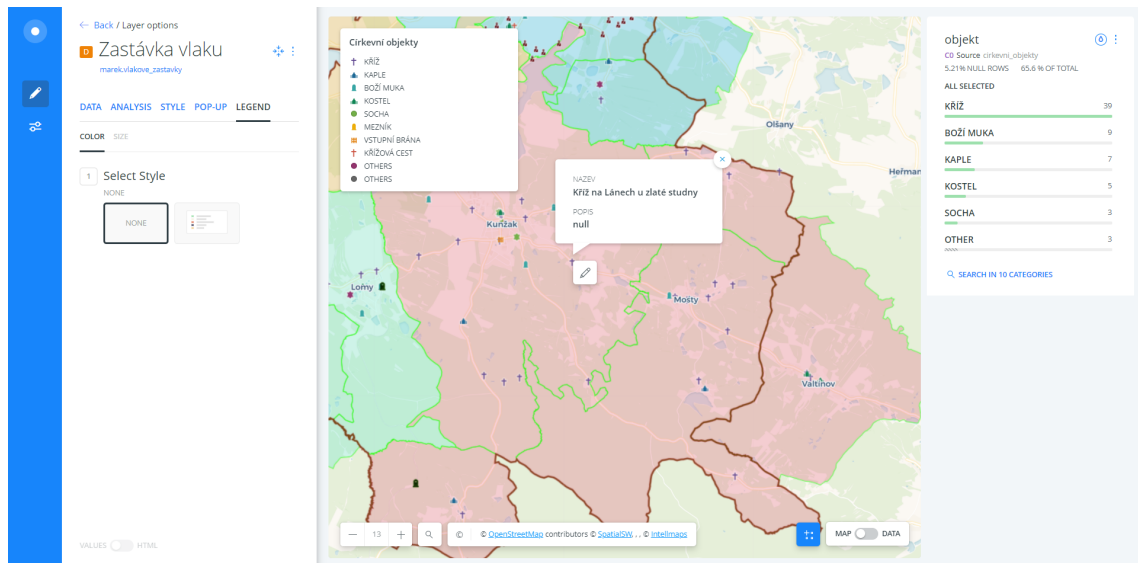 ← Back / Layer options
D Zastávka vlaku
marek.vlakove_zastavky
DATA ANALYSIS STYLE POP-UP LEGEND
COLOR SIZE
1 Select Style
NONE
NONE
VALUES HTML
Církevní objekty
KŘÍŽ
KAPLE
BOŽÍ MUKA
KOSTEL
SOCHA
MEZNÍK
VSTUPNÍ BRÁNA
KŘÍŽOVÁ CEST
OTHERS
OTHERS
Olšany
Heřman
NAZEV
Kříž na Lánech u zlaté studny
POPIS
null
Kunžak
Lomy
Mosty
Valtínov
13
© © OpenStreetMap contributors © SpatialSW, . . © Intellmaps
MAP DATA
objekt
C0 Source cirkevni_objekty
5.21% NULL ROWS 65.6 % OF TOTAL
ALL SELECTED
KŘÍŽ 39
BOŽÍ MUKA 9
KAPLE 7
KOSTEL 5
SOCHA 3
OTHER 3
SEARCH IN 10 CATEGORIES